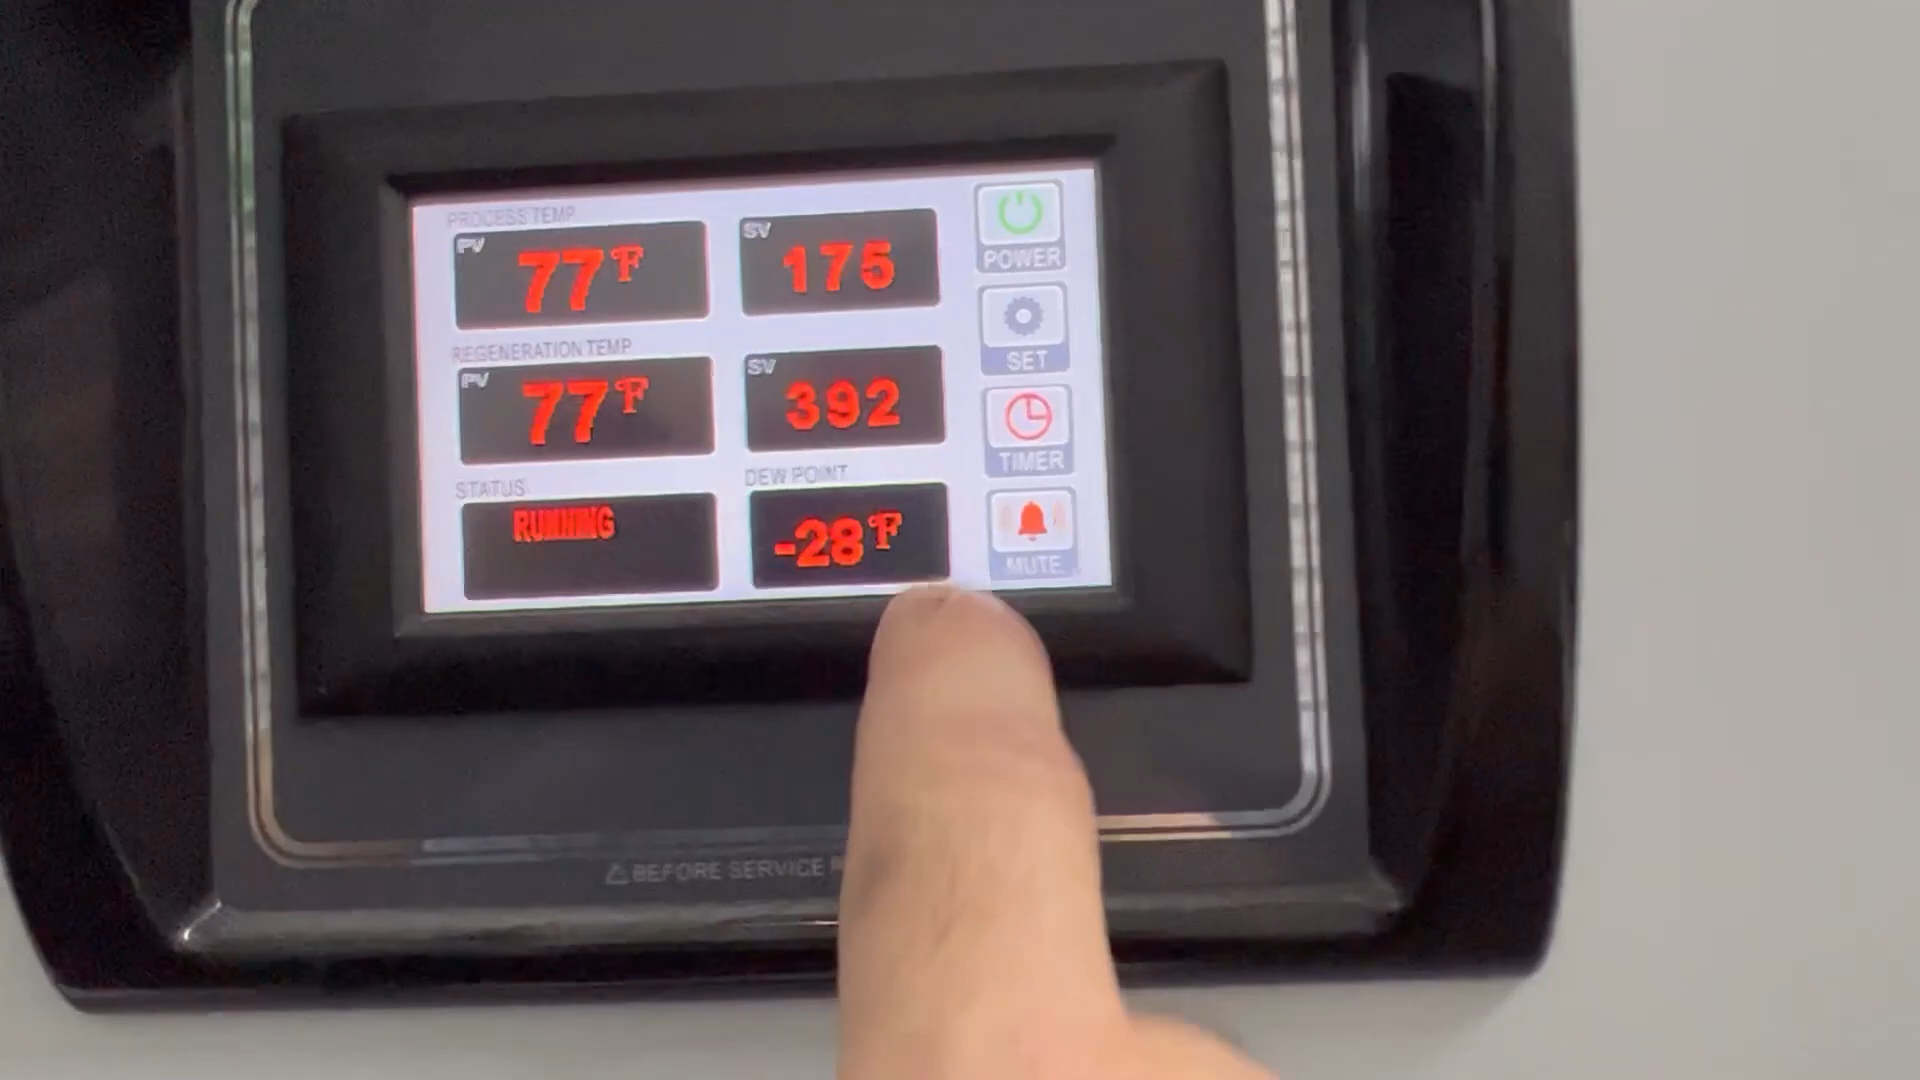 PROCESS TEMP
PV 77°F
SV 175
POWER
SET
REGENERATION TEMP
PV 77°F
SV 392
TIMER
STATUS
RUNNING
DEW POINT
-28°F
MUTE
⚠ BEFORE SERVICE